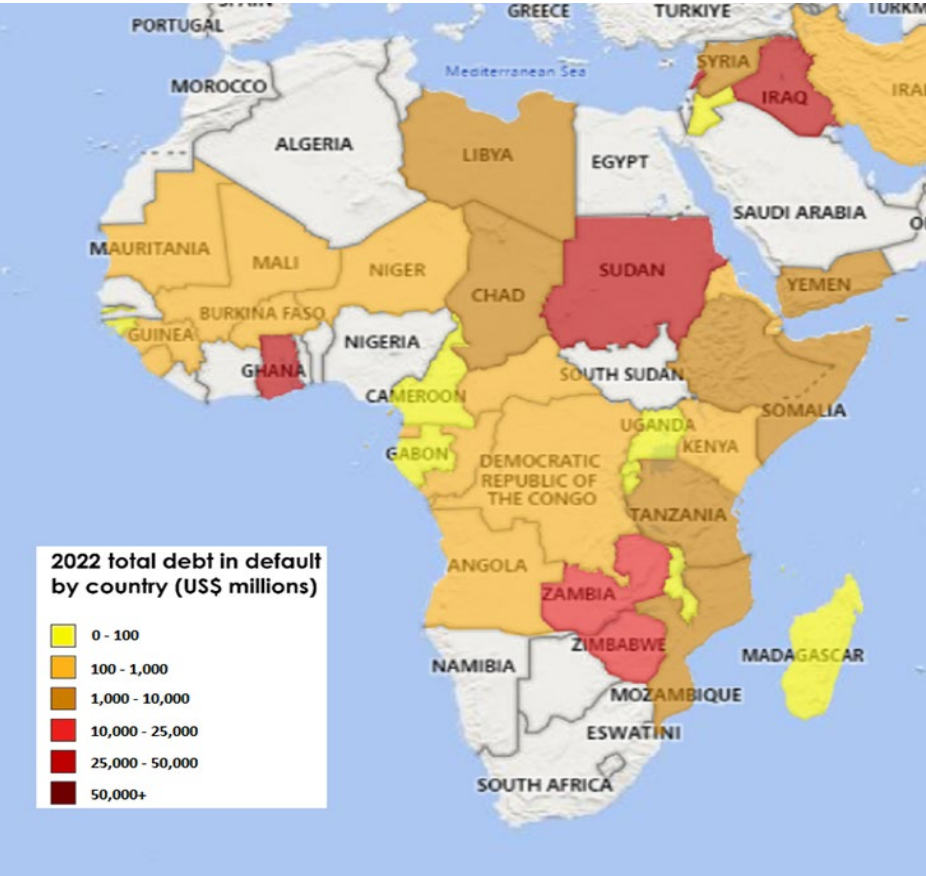 GREECE
TURKIYE
PORTUGAL
Mediterranean Sea
SYRIA
MOROCCO
IRAQ
ALGERIA
LIBYA
EGYPT
SAUDI ARABIA
MAURITANIA
MALI
NIGER
SUDAN
CHAD
YEMEN
BURKINA FASO
GUINEA
NIGERIA
GHANA
SOUTH SUDAN
CAMEROON
SOMALIA
UGANDA
KENYA
GABON
DEMOCRATIC
REPUBLIC OF
THE CONGO
TANZANIA
ANGOLA
ZAMBIA
ZIMBABWE
MADAGASCAR
NAMIBIA
MOZAMBIQUE
ESWATINI
SOUTH AFRICA
2022 total debt in default
by country (US$ millions)
0 - 100
100 - 1,000
1,000 - 10,000
10,000 - 25,000
25,000 - 50,000
50,000+